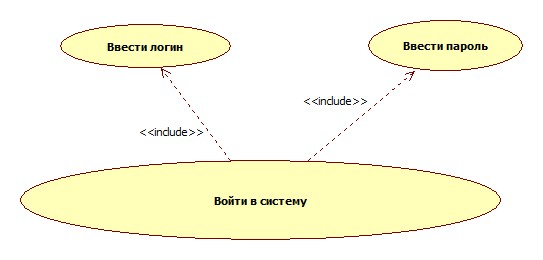 Ввести логин
Ввести пароль
<<include>>
<<include>>
Войти в систему